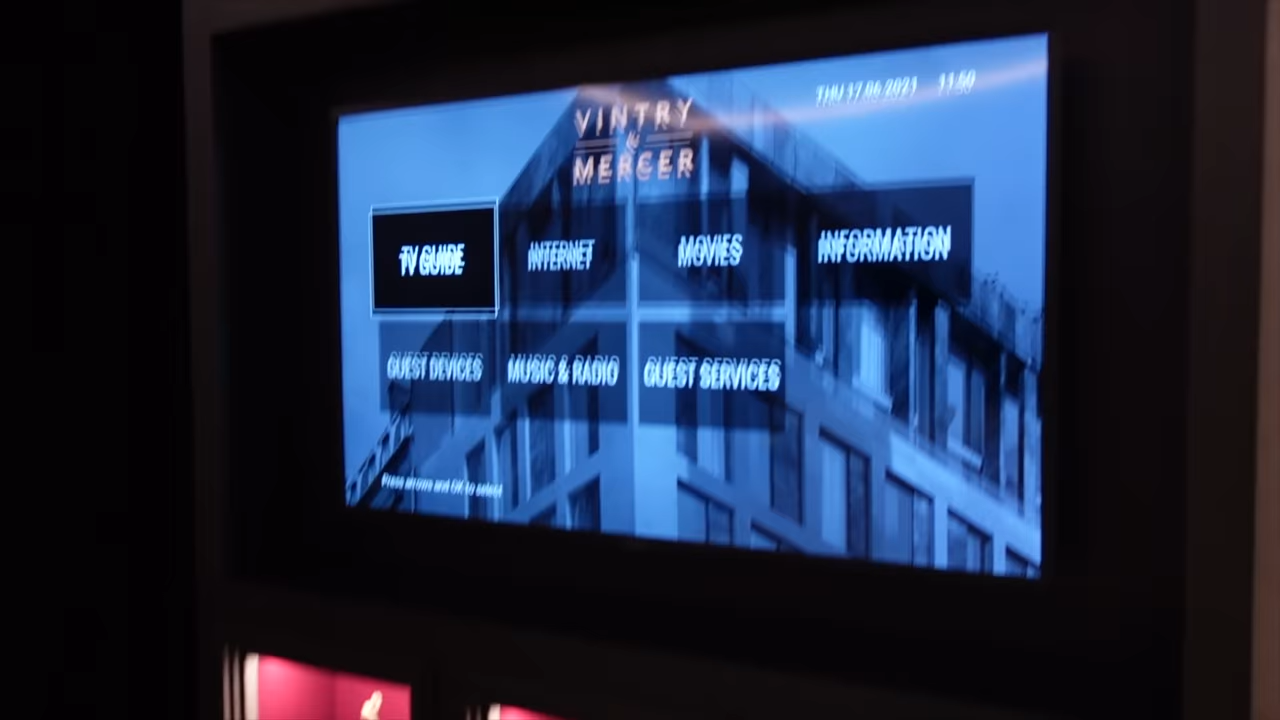 THU 17.06.2021 11:50
VINTRY
&
MERCER
TV GUIDE
INTERNET
MOVIES
INFORMATION
GUEST DEVICES
MUSIC & RADIO
GUEST SERVICES
Press arrows and OK to select